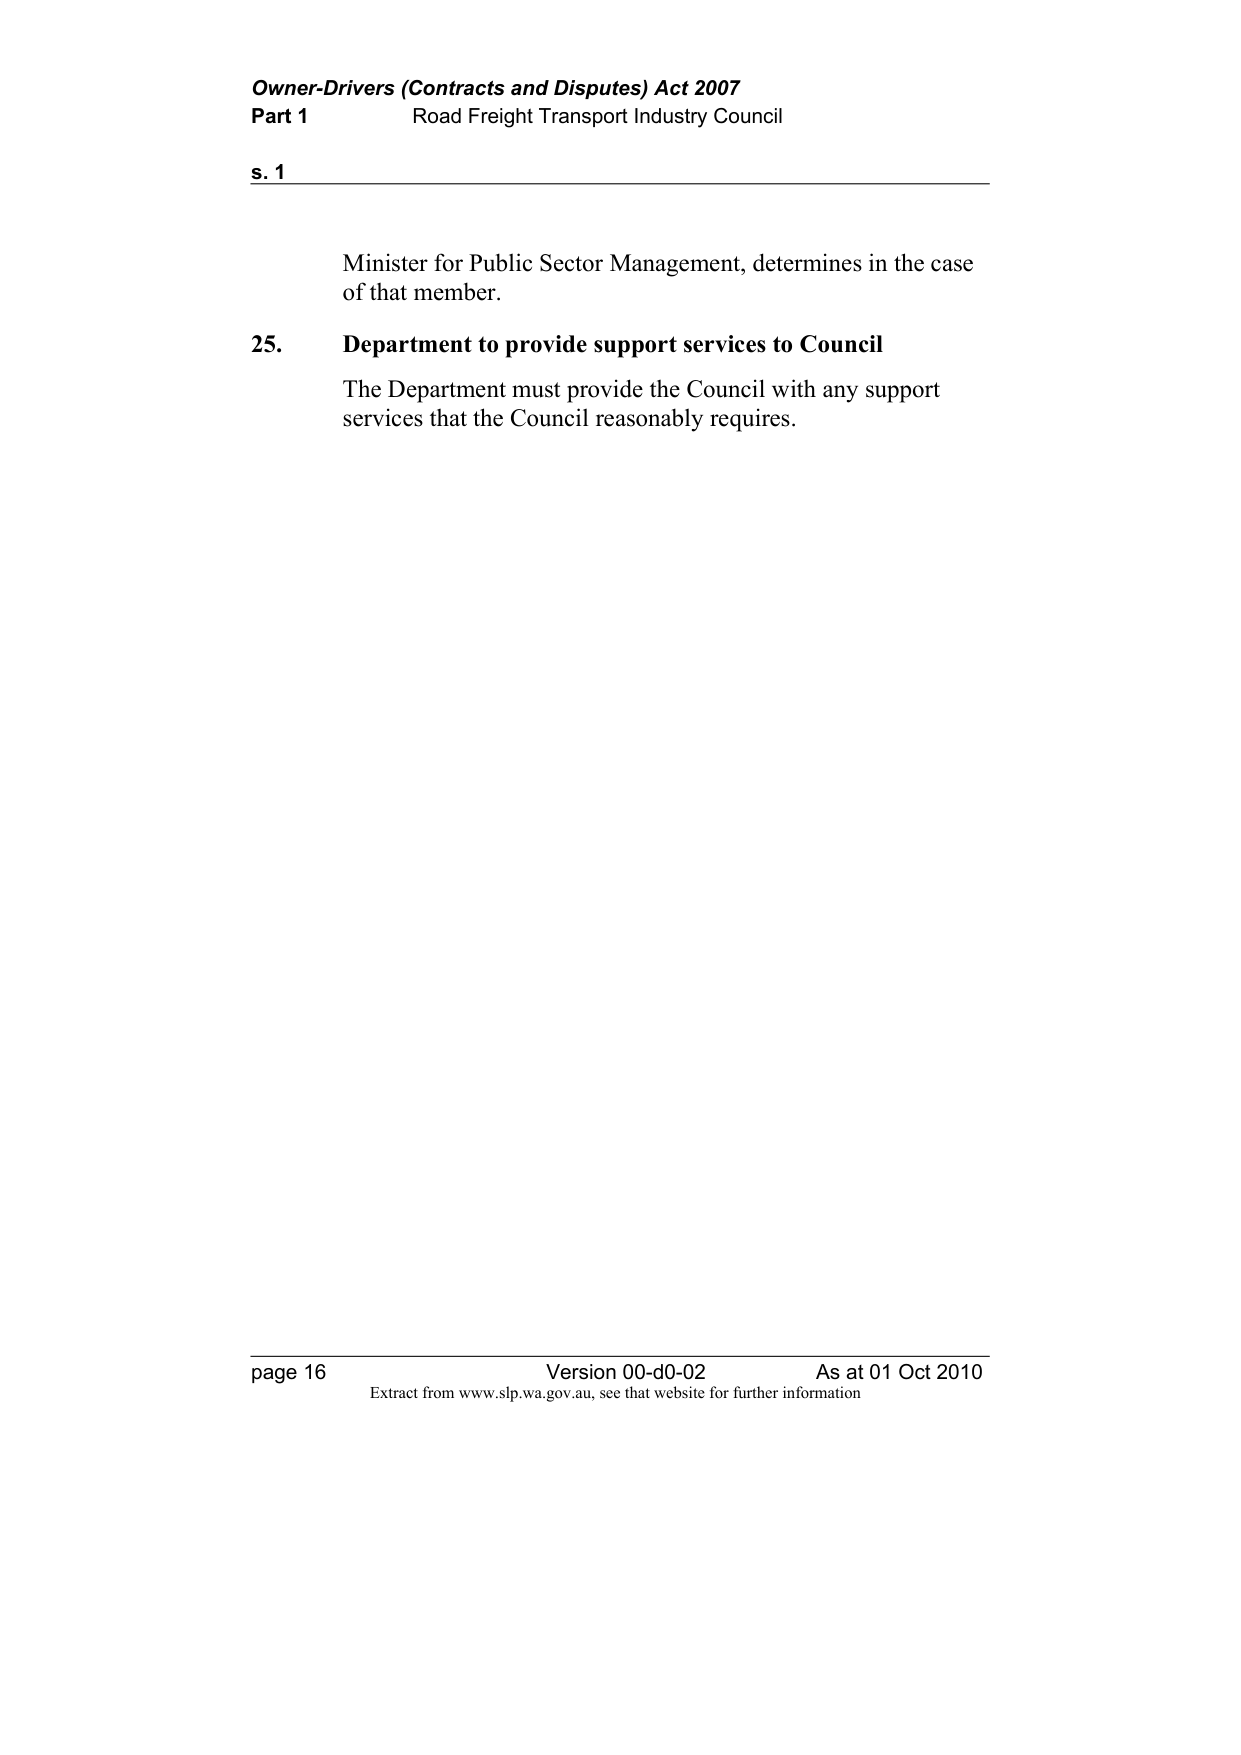 Owner-Drivers (Contracts and Disputes) Act 2007
Part 1 Road Freight Transport Industry Council
s. 1
Minister for Public Sector Management, determines in the case
of that member.
25. Department to provide support services to Council
The Department must provide the Council with any support
services that the Council reasonably requires.
page 16 Version 00-d0-02 As at 01 Oct 2010
Extract from www.slp.wa.gov.au, see that website for further information